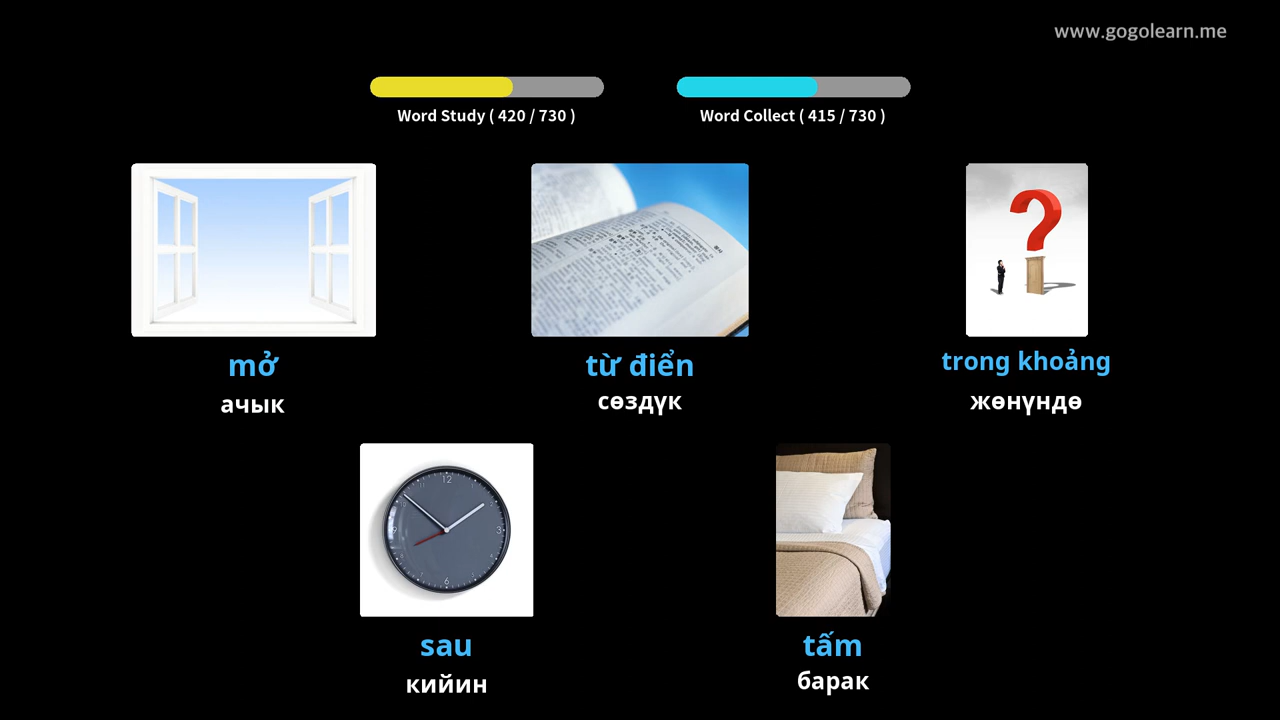 www.gogolearn.me
Word Study ( 420 / 730 )
Word Collect ( 415 / 730 )
mở
ачык
từ điển
сөздүк
trong khoảng
жөнүндө
sau
кийин
tấm
барак